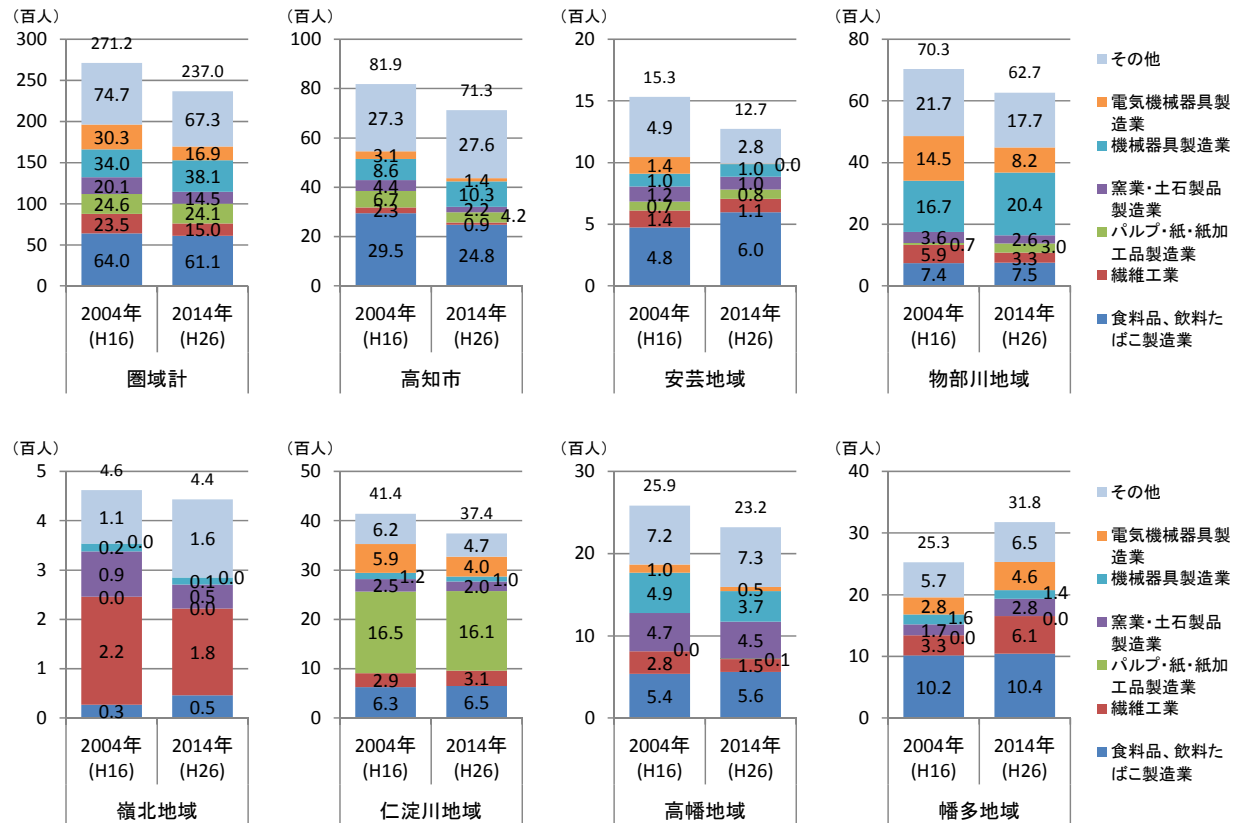 （百人）
300
250
200
150
100
50
0
271.2
74.7
30.3
34.0
20.1
24.6
23.5
64.0
237.0
67.3
16.9
38.1
14.5
24.1
15.0
61.1
2004年
(H16)
2014年
(H26)
圏域計
（百人）
100
80
60
40
20
0
81.9
27.3
3.1
8.6
4.4
6.7
2.3
29.5
71.3
27.6
1.4
10.3
2.2
4.2
0.9
24.8
2004年
(H16)
2014年
(H26)
高知市
（百人）
20
15
10
5
0
15.3
4.9
1.4
1.0
1.2
0.7
1.4
4.8
12.7
2.8
0.0
1.0
1.0
0.8
1.1
6.0
2004年
(H16)
2014年
(H26)
安芸地域
（百人）
80
60
40
20
0
70.3
21.7
14.5
16.7
3.6
0.7
5.9
7.4
62.7
17.7
8.2
20.4
2.6
3.0
3.3
7.5
2004年
(H16)
2014年
(H26)
物部川地域
その他
電気機械器具製
造業
機械器具製造業
窯業・土石製品
製造業
パルプ・紙・紙加
工品製造業
繊維工業
食料品、飲料た
ばこ製造業
（百人）
5
4
3
2
1
0
4.6
1.1
0.0
0.2
0.9
0.0
2.2
0.3
4.4
1.6
0.0
0.1
0.5
0.0
1.8
0.5
2004年
(H16)
2014年
(H26)
嶺北地域
（百人）
50
40
30
20
10
0
41.4
6.2
5.9
1.2
2.5
16.5
2.9
6.3
37.4
4.7
4.0
1.0
2.0
16.1
3.1
6.5
2004年
(H16)
2014年
(H26)
仁淀川地域
（百人）
30
20
10
0
25.9
7.2
1.0
4.9
4.7
0.0
2.8
5.4
23.2
7.3
0.5
3.7
4.5
0.1
1.5
5.6
2004年
(H16)
2014年
(H26)
高幡地域
（百人）
40
30
20
10
0
25.3
5.7
2.8
1.6
1.7
0.0
3.3
10.2
31.8
6.5
4.6
1.4
2.8
0.0
6.1
10.4
2004年
(H16)
2014年
(H26)
幡多地域
その他
電気機械器具製
造業
機械器具製造業
窯業・土石製品
製造業
パルプ・紙・紙加
工品製造業
繊維工業
食料品、飲料た
ばこ製造業